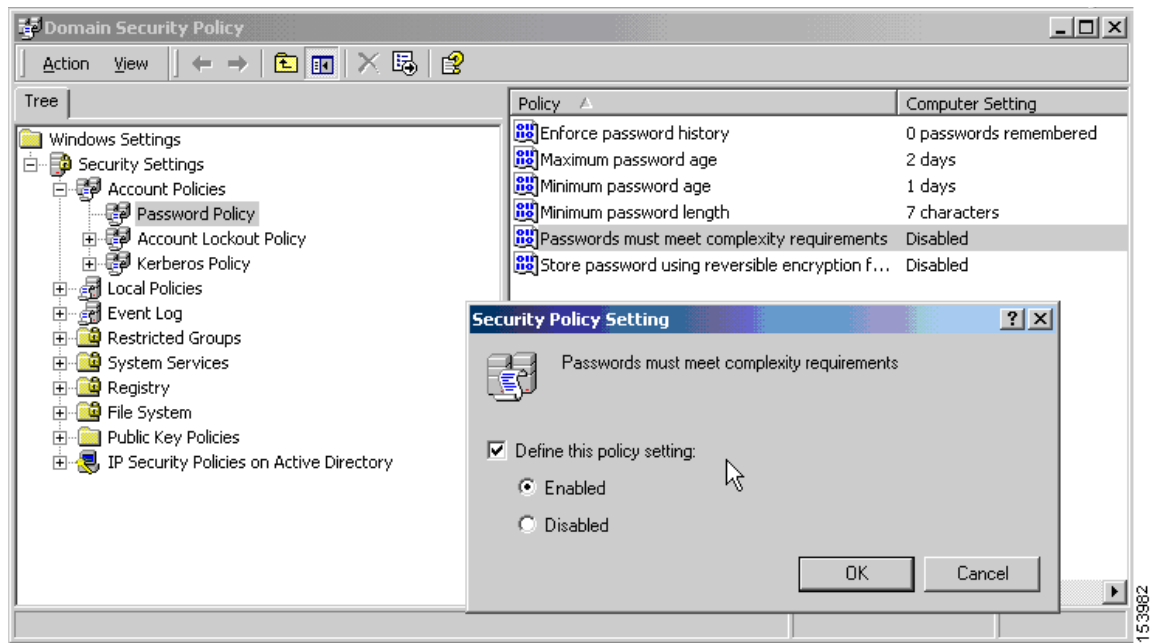 Domain Security Policy
Action View
Tree
Policy Computer Setting
Windows Settings
Security Settings
Account Policies
Password Policy
Account Lockout Policy
Kerberos Policy
Local Policies
Event Log
Restricted Groups
System Services
Registry
File System
Public Key Policies
IP Security Policies on Active Directory
Enforce password history 0 passwords remembered
Maximum password age 2 days
Minimum password age 1 days
Minimum password length 7 characters
Passwords must meet complexity requirements Disabled
Store password using reversible encryption f... Disabled
Security Policy Setting
Passwords must meet complexity requirements
Define this policy setting:
Enabled
Disabled
OK Cancel
153982